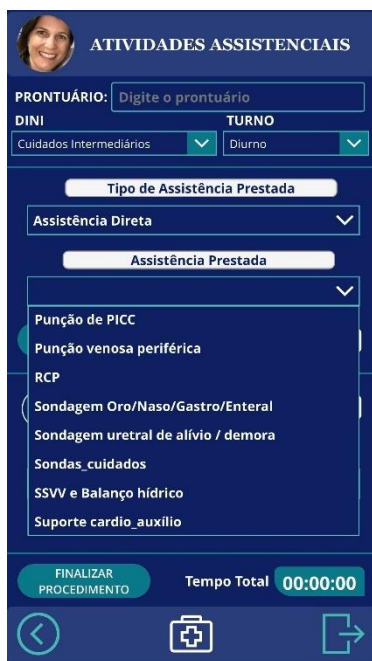 ATIVIDADES ASSISTENCIAIS
PRONTUÁRIO: Digite o prontuário
DINI TURNO
Cuidados Intermediários Diurno
Tipo de Assistência Prestada
Assistência Direta
Assistência Prestada
Punção de PICC
Punção venosa periférica
RCP
Sondagem Oro/Naso/Gastro/Enteral
Sondagem uretral de alívio / demora
Sondas_cuidados
SSVV e Balanço hídrico
Suporte cardio_auxílio
FINALIZAR
PROCEDIMENTO
Tempo Total 00:00:00